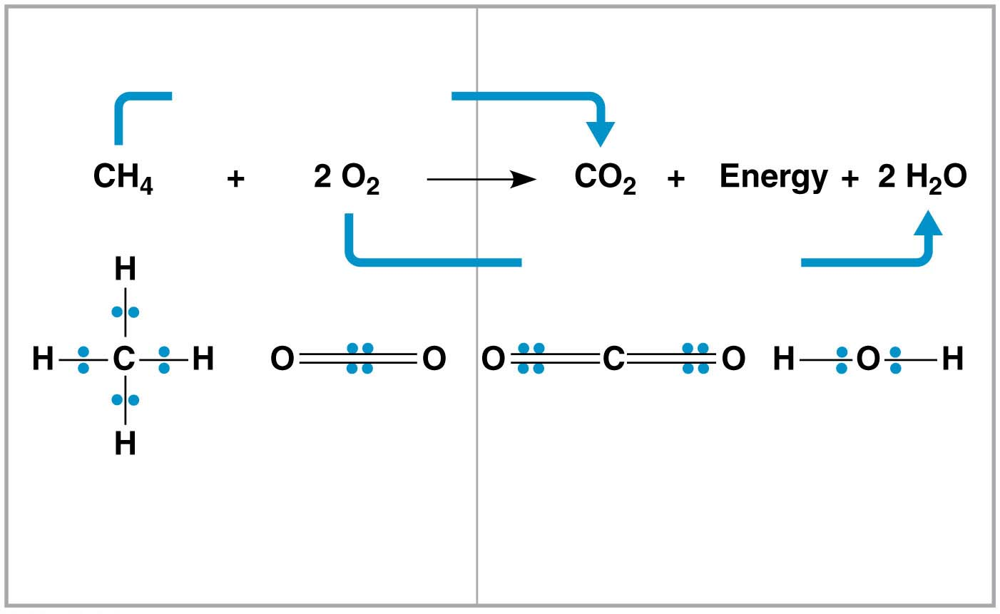 CH₄ + 2 O₂ → CO₂ + Energy + 2 H₂O
H
H C H O O O C O H O H
H